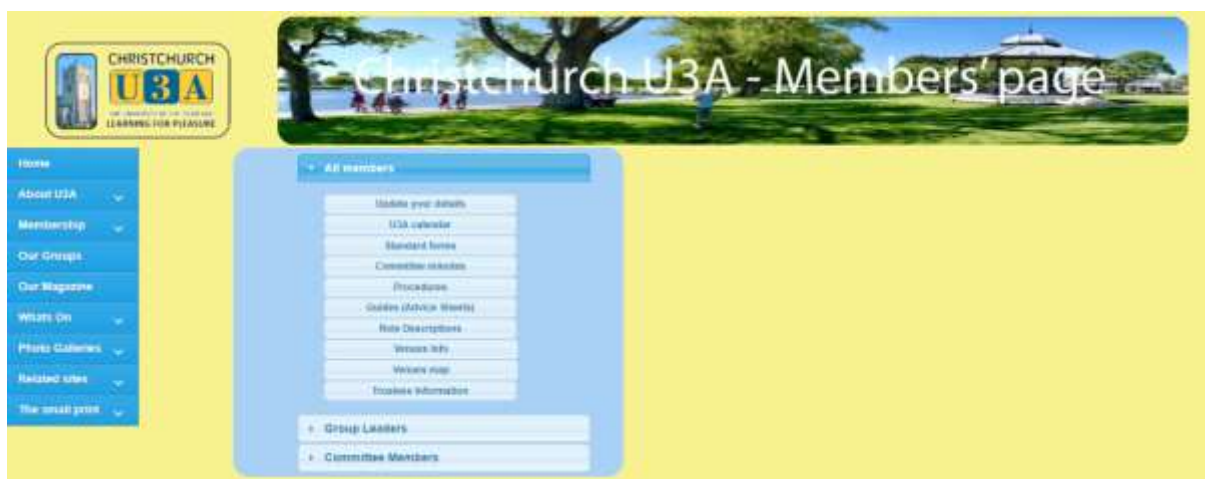 CHRISTCHURCH
U3A
LEARNING FOR PLEASURE
Christchurch U3A - Members' page
Home
About U3A
Membership
Our Groups
Our Magazine
Whats On
Photo Galleries
Related sites
The small print
All members
Update your details
U3A calendar
Standard forms
Committee minutes
Procedures
Guides (Advice Sheets)
Role Descriptions
Venues Info
Venues map
Trustees Information
Group Leaders
Committee Members